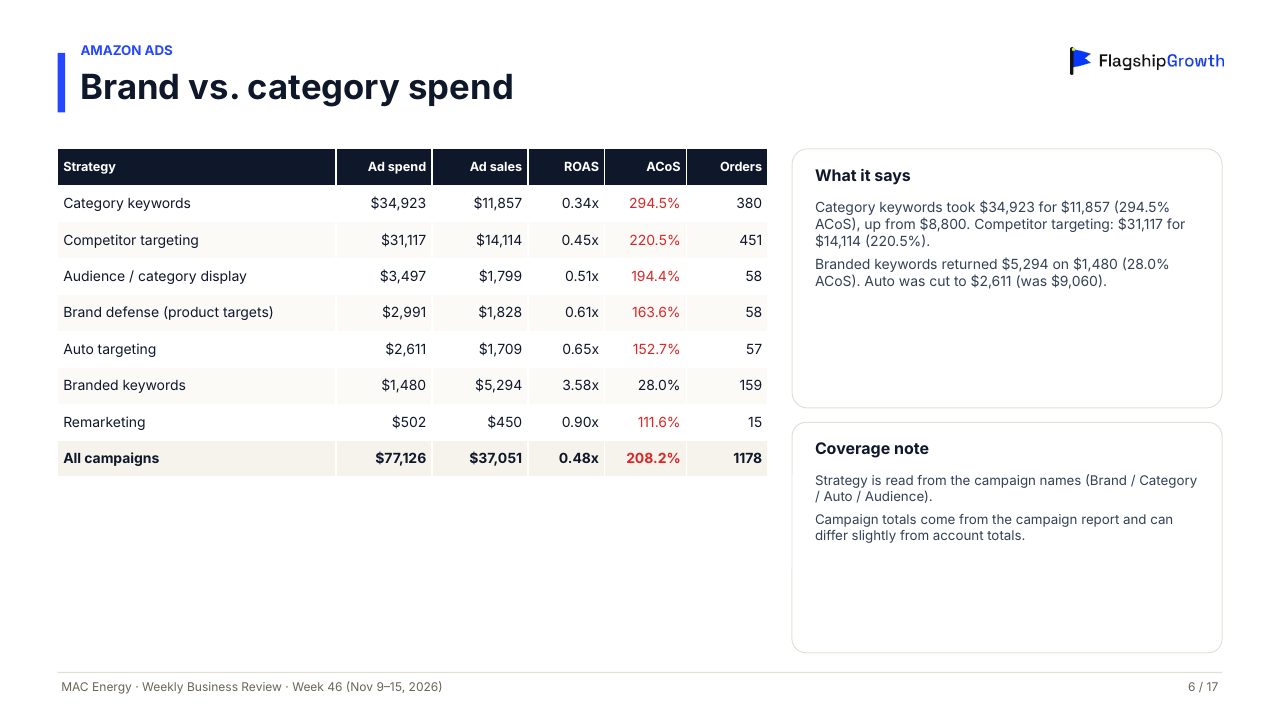 AMAZON ADS
Brand vs. category spend
FlagshipGrowth
Strategy Ad spend Ad sales ROAS ACoS Orders
Category keywords $34,923 $11,857 0.34x 294.5% 380
Competitor targeting $31,117 $14,114 0.45x 220.5% 451
Audience / category display $3,497 $1,799 0.51x 194.4% 58
Brand defense (product targets) $2,991 $1,828 0.61x 163.6% 58
Auto targeting $2,611 $1,709 0.65x 152.7% 57
Branded keywords $1,480 $5,294 3.58x 28.0% 159
Remarketing $502 $450 0.90x 111.6% 15
All campaigns $77,126 $37,051 0.48x 208.2% 1178
What it says
Category keywords took $34,923 for $11,857 (294.5%
ACoS), up from $8,800. Competitor targeting: $31,117 for
$14,114 (220.5%).
Branded keywords returned $5,294 on $1,480 (28.0%
ACoS). Auto was cut to $2,611 (was $9,060).
Coverage note
Strategy is read from the campaign names (Brand / Category
/ Auto / Audience).
Campaign totals come from the campaign report and can
differ slightly from account totals.
MAC Energy · Weekly Business Review · Week 46 (Nov 9–15, 2026)
6 / 17